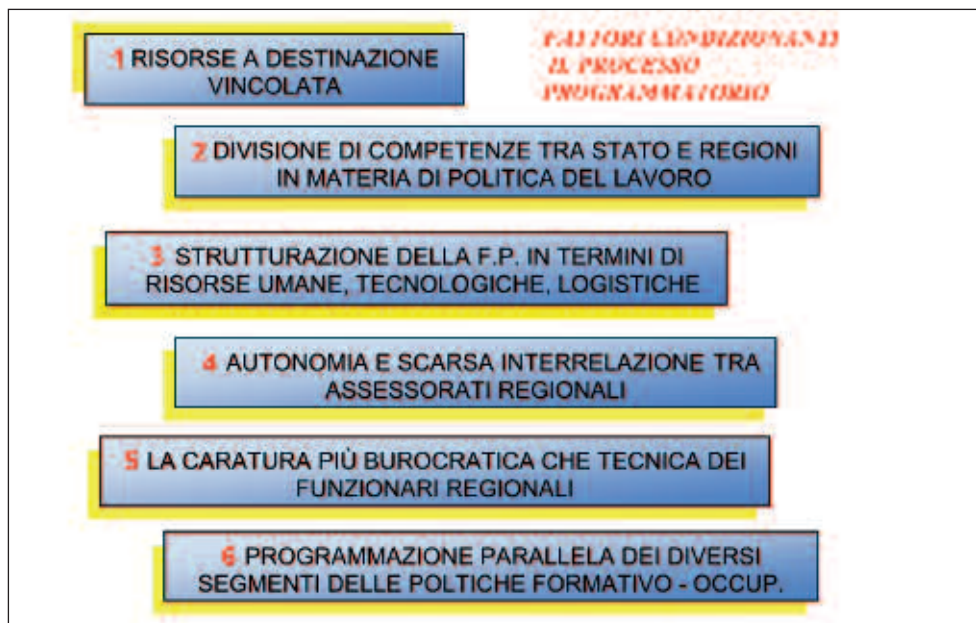 FATTORI CONDIZIONANTI
IL PROCESSO
PROGRAMMATORIO
1 RISORSE A DESTINAZIONE
VINCOLATA
2 DIVISIONE DI COMPETENZE TRA STATO E REGIONI
IN MATERIA DI POLITICA DEL LAVORO
3 STRUTTURAZIONE DELLA F.P. IN TERMINI DI
RISORSE UMANE, TECNOLOGICHE, LOGISTICHE
4 AUTONOMIA E SCARSA INTERRELAZIONE TRA
ASSESSORATI REGIONALI
5 LA CARATURA PIÙ BUROCRATICA CHE TECNICA DEI
FUNZIONARI REGIONALI
6 PROGRAMMAZIONE PARALLELA DEI DIVERSI
SEGMENTI DELLE POLTICHE FORMATIVO - OCCUP.